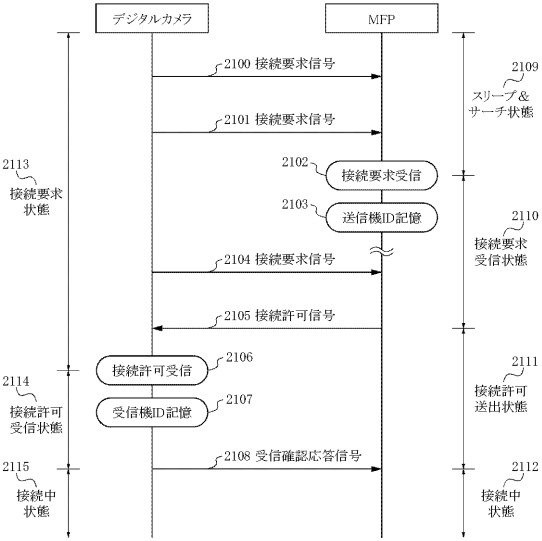 デジタルカメラ
MFP
2100 接続要求信号
2109
スリープ&
サーチ状態
2101 接続要求信号
2113
接続要求
状態
2102
接続要求受信
2103
送信機ID記憶
2110
接続要求
受信状態
2104 接続要求信号
2105 接続許可信号
2106
接続許可受信
2111
接続許可
送出状態
2114
接続許可
受信状態
2107
受信機ID記憶
2108 受信確認応答信号
2115
接続中
状態
2112
接続中
状態